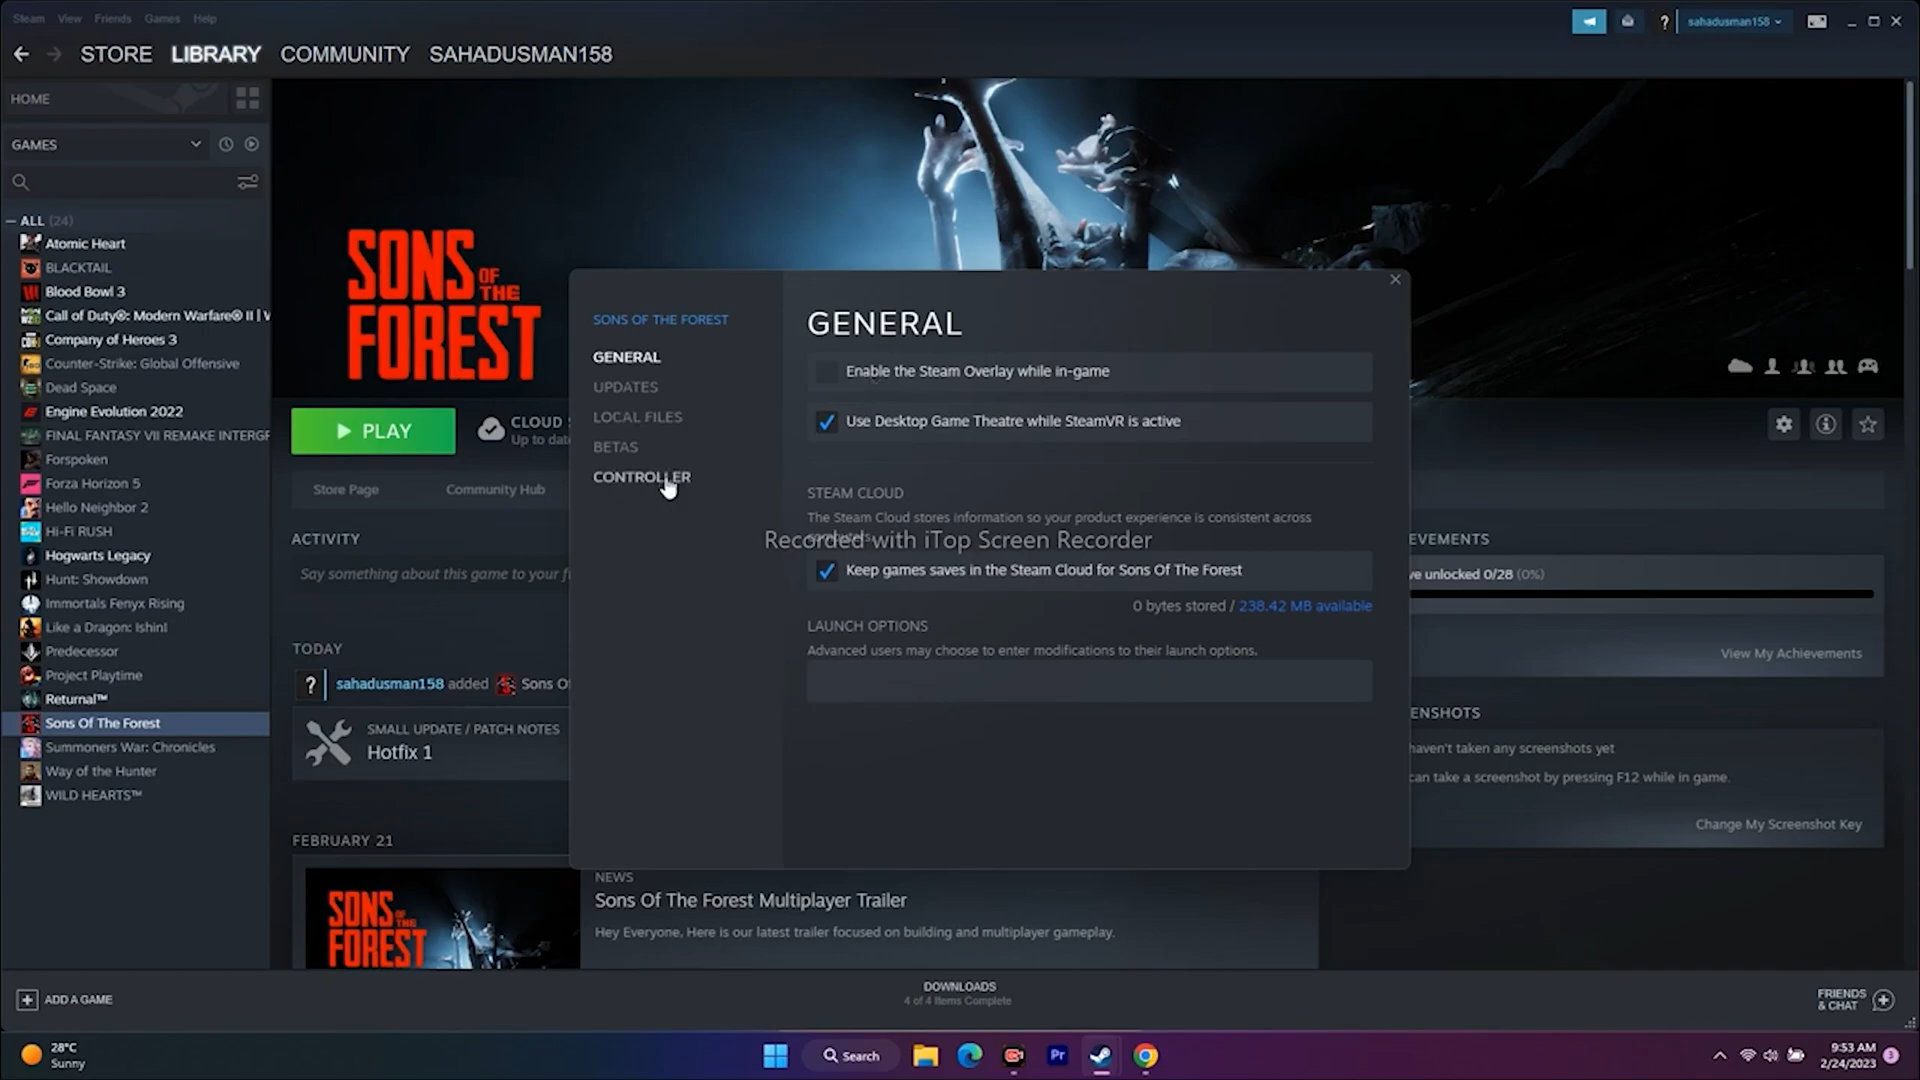 Steam View Friends Games Help
sahadusman158
STORE LIBRARY COMMUNITY SAHADUSMAN158
HOME
GAMES
ALL (24)
Atomic Heart
BLACKTAIL
Blood Bowl 3
Call of Duty®: Modern Warfare® II | W
Company of Heroes 3
Counter-Strike: Global Offensive
Dead Space
Engine Evolution 2022
FINAL FANTASY VII REMAKE INTERGR
Forspoken
Forza Horizon 5
Hello Neighbor 2
Hi-Fi RUSH
Hogwarts Legacy
Hunt: Showdown
Immortals Fenyx Rising
Like a Dragon: Ishin!
Predecessor
Project Playtime
Returnal™
Sons Of The Forest
Summoners War: Chronicles
Way of the Hunter
WILD HEARTS™
SONS
OF THE
FOREST
PLAY
CLOUD S
Up to date
Store Page
Community Hub
ACTIVITY
Say something about this game to your f
TODAY
sahadusman158 added Sons Of
SMALL UPDATE / PATCH NOTES
Hotfix 1
FEBRUARY 21
SONS
OF THE
FOREST
NEWS
Sons Of The Forest Multiplayer Trailer
Hey Everyone, Here is our latest trailer focused on building and multiplayer gameplay.
SONS OF THE FOREST
GENERAL
UPDATES
LOCAL FILES
BETAS
CONTROLLER
GENERAL
Enable the Steam Overlay while in-game
Use Desktop Game Theatre while SteamVR is active
STEAM CLOUD
The Steam Cloud stores information so your product experience is consistent across
computers.
Recorded with iTop Screen Recorder
Keep games saves in the Steam Cloud for Sons Of The Forest
0 bytes stored / 238.42 MB available
LAUNCH OPTIONS
Advanced users may choose to enter modifications to their launch options.
EVEMENTS
ve unlocked 0/28 (0%)
View My Achievements
ENSHOTS
haven't taken any screenshots yet
can take a screenshot by pressing F12 while in game.
Change My Screenshot Key
ADD A GAME
DOWNLOADS
4 of 4 Items Complete
FRIENDS
& CHAT
28°C
Sunny
Search
Pr
9:53 AM
2/24/2023
3